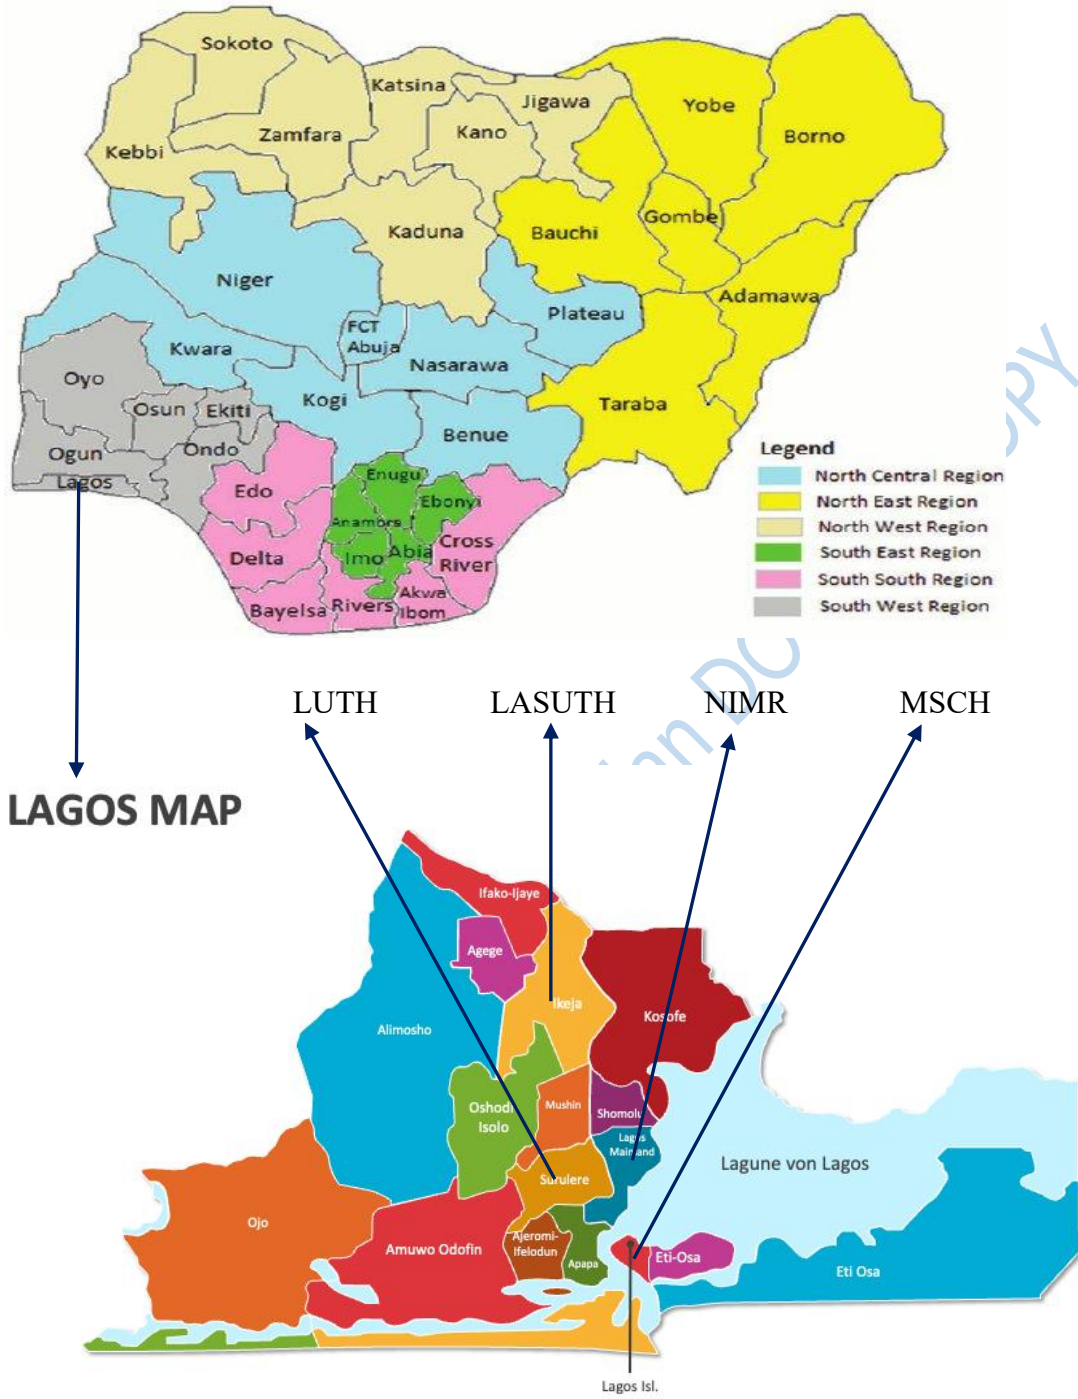 Sokoto
Katsina
Jigawa
Yobe
Kano
Zamfara
Borno
Kebbi
Gombe
Kaduna
Bauchi
Niger
Adamawa
Plateau
FCT
Abuja
Kwara
Nasarawa
Oyo
Kogi
Taraba
Osun
Ekiti
Benue
Ondo
Ogun
Lagos
Enugu
Edo
Ebonyi
Anambra
Cross
River
Delta
Imo
Abia
Akwa
Ibom
Bayelsa
Rivers
Legend
North Central Region
North East Region
North West Region
South East Region
South South Region
South West Region
LUTH
LASUTH
NIMR
MSCH
LAGOS MAP
Ifako-Ijaye
Agege
Ikeja
Kosofe
Alimosho
Oshodi
Isolo
Mushin
Shomolu
Lagos
Mainland
Lagune von Lagos
Surulere
Ojo
Amuwo Odofin
Ajeromi-
Ifelodun
Apapa
Eti-Osa
Eti Osa
Lagos Isl.